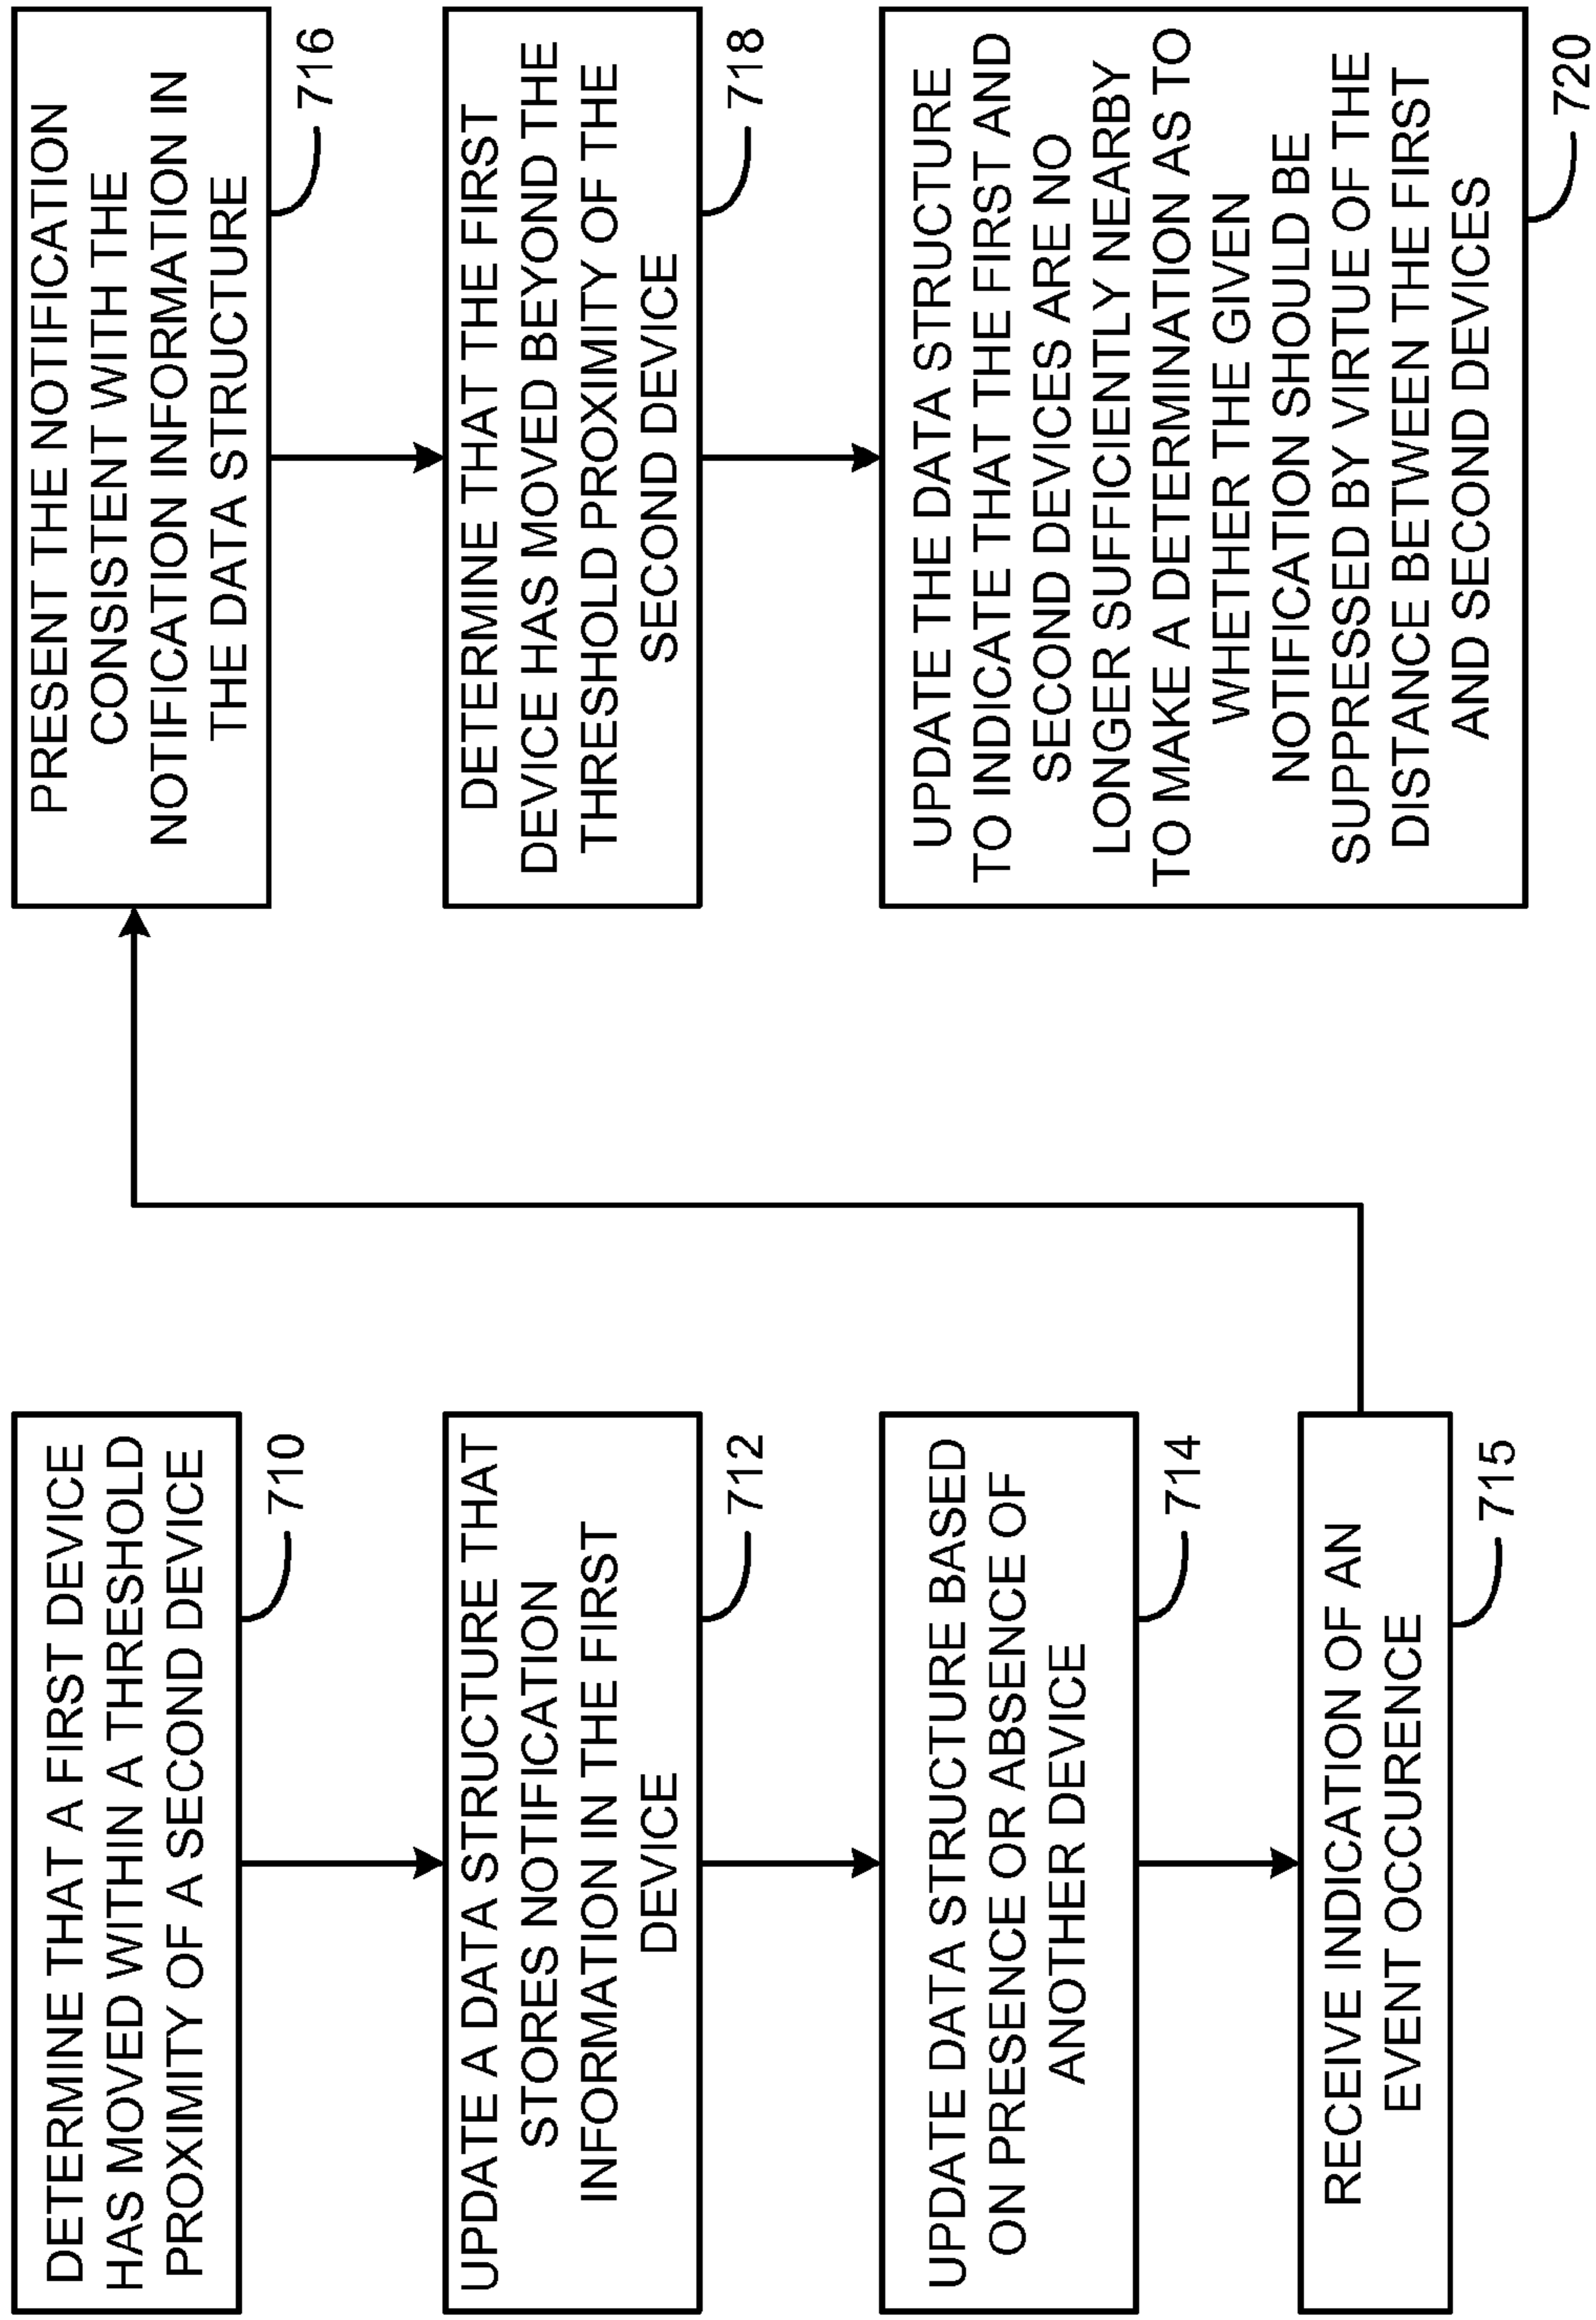 DETERMINE THAT A FIRST DEVICE
HAS MOVED WITHIN A THRESHOLD
PROXIMITY OF A SECOND DEVICE
710
UPDATE A DATA STRUCTURE THAT
STORES NOTIFICATION
INFORMATION IN THE FIRST
DEVICE
712
UPDATE DATA STRUCTURE BASED
ON PRESENCE OR ABSENCE OF
ANOTHER DEVICE
714
RECEIVE INDICATION OF AN
EVENT OCCURENCE
715
PRESENT THE NOTIFICATION
CONSISTENT WITH THE
NOTIFICATION INFORMATION IN
THE DATA STRUCTURE
716
DETERMINE THAT THE FIRST
DEVICE HAS MOVED BEYOND THE
THRESHOLD PROXIMITY OF THE
SECOND DEVICE
718
UPDATE THE DATA STRUCTURE
TO INDICATE THAT THE FIRST AND
SECOND DEVICES ARE NO
LONGER SUFFICIENTLY NEARBY
TO MAKE A DETERMINATION AS TO
WHETHER THE GIVEN
NOTIFICATION SHOULD BE
SUPPRESSED BY VIRTUE OF THE
DISTANCE BETWEEN THE FIRST
AND SECOND DEVICES
720